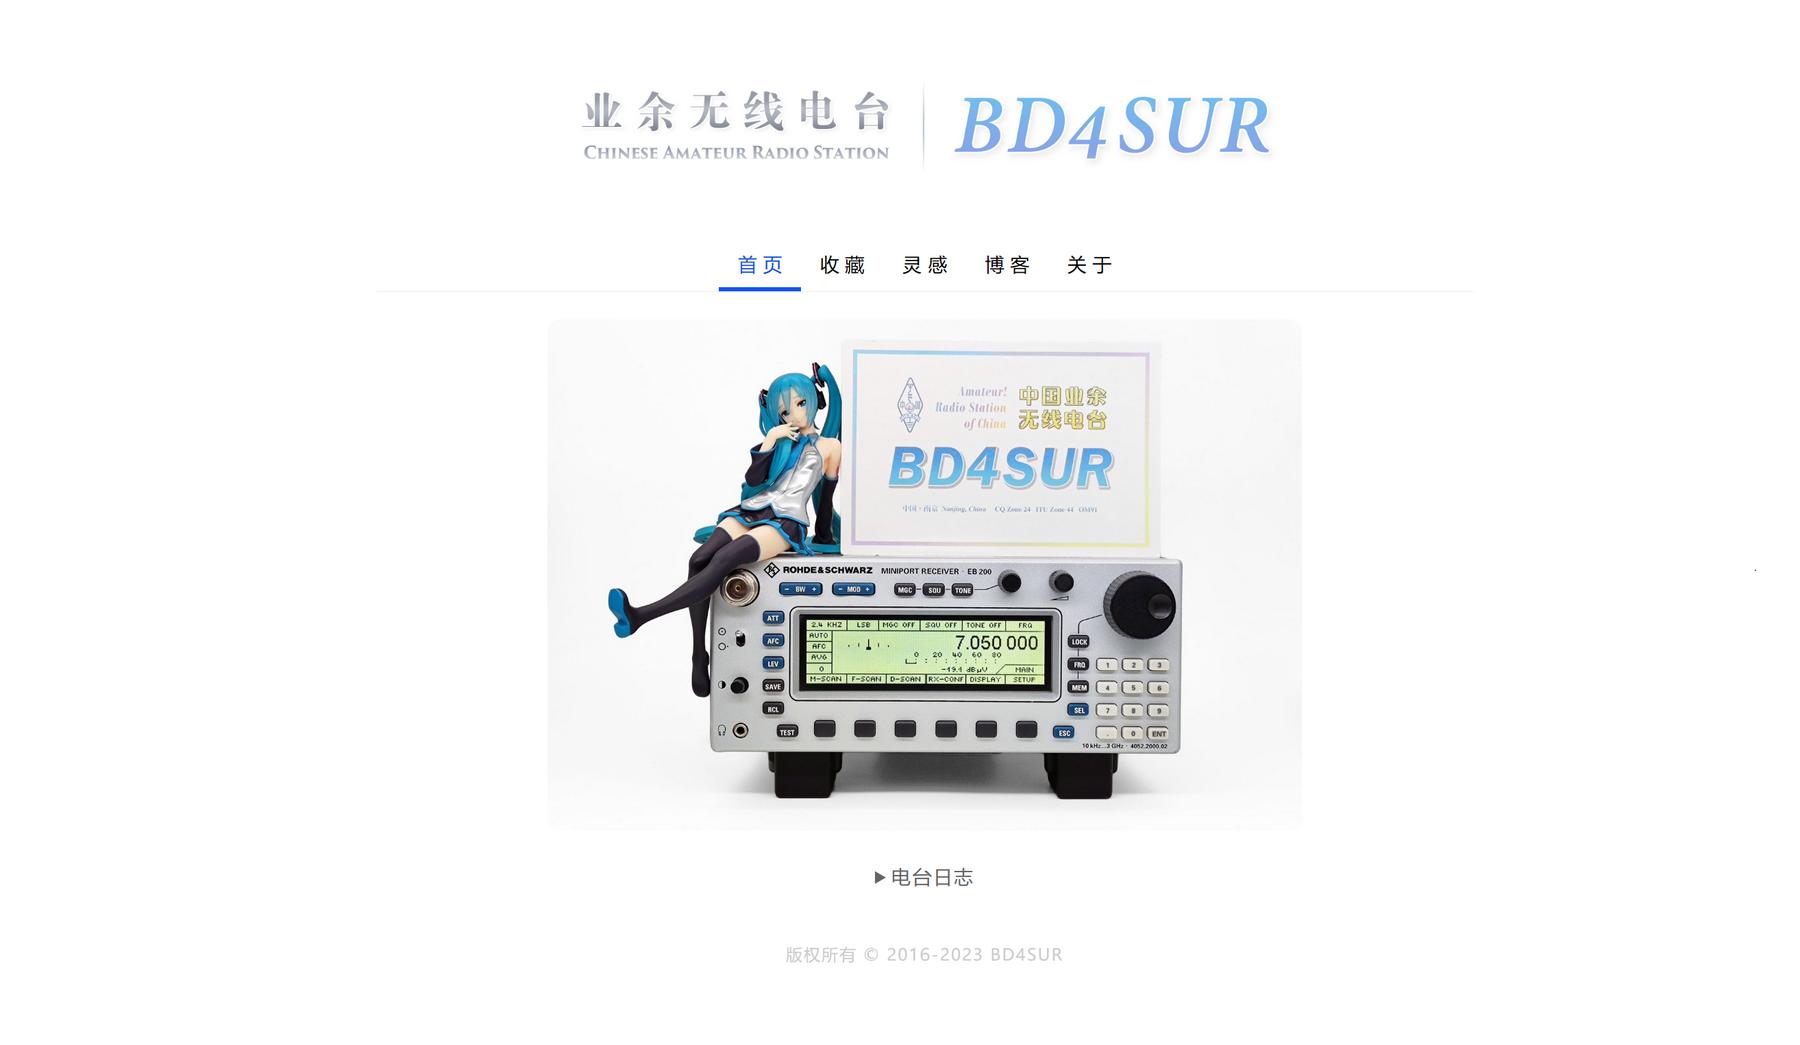 业余无线电台
CHINESE AMATEUR RADIO STATION
BD4SUR
首页 收藏 灵感 博客 关于
Amateur!
Radio Station
of China
中国业余
无线电台
BD4SUR
中国·南京 Nanjing, China CQ Zone 24 ITU Zone 44 OM91
ROHDE&SCHWARZ MINIPORT RECEIVER · EB 200
− BW + − MOD + MGC SQU TONE
ATT
AFC
LEV
SAVE
RCL
TEST
2.4 KHZ LSB MGC OFF SQU OFF TONE OFF FRQ
AUTO
AFC
AVG
0
7.050 000
0 20 40 60 80
dBµV MAIN
M-SCAN F-SCAN D-SCAN RX-CONF DISPLAY SETUP
LOCK
FRQ 1 2 3
MEM 4 5 6
SEL 7 8 9
ESC . 0 ENT
10 kHz...3 GHz · 4052.2000.02
▶电台日志
版权所有 © 2016-2023 BD4SUR